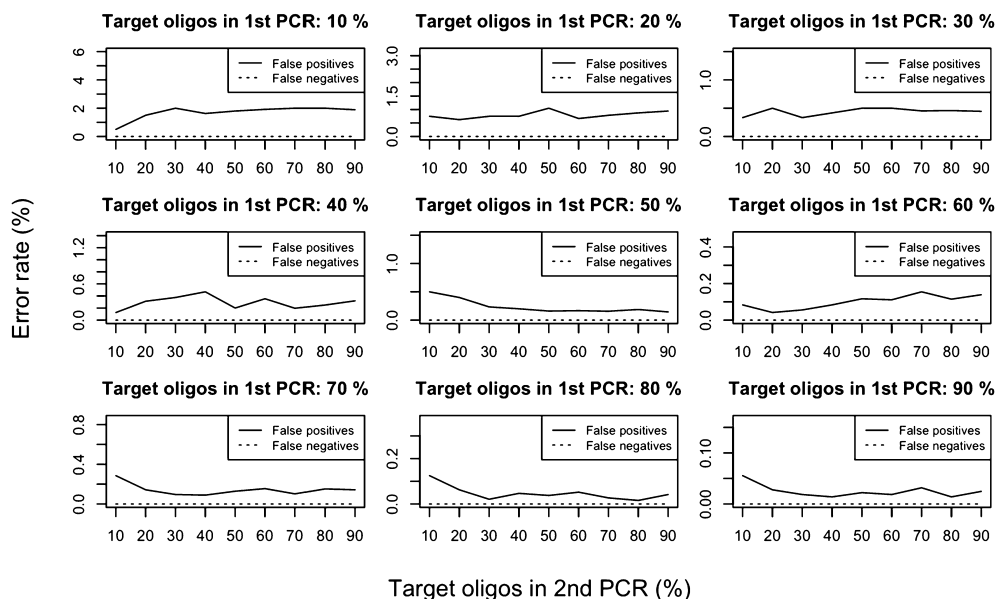 Target oligos in 1st PCR: 10 %
6
4
2
0
False positives
False negatives
10 20 30 40 50 60 70 80 90
Target oligos in 1st PCR: 20 %
3.0
1.5
0.0
False positives
False negatives
10 20 30 40 50 60 70 80 90
Target oligos in 1st PCR: 30 %
1.0
0.0
False positives
False negatives
10 20 30 40 50 60 70 80 90
Error rate (%)
Target oligos in 1st PCR: 40 %
1.2
0.6
0.0
False positives
False negatives
10 20 30 40 50 60 70 80 90
Target oligos in 1st PCR: 50 %
1.0
0.0
False positives
False negatives
10 20 30 40 50 60 70 80 90
Target oligos in 1st PCR: 60 %
0.4
0.2
0.0
False positives
False negatives
10 20 30 40 50 60 70 80 90
Target oligos in 1st PCR: 70 %
0.8
0.4
0.0
False positives
False negatives
10 20 30 40 50 60 70 80 90
Target oligos in 1st PCR: 80 %
0.2
0.0
False positives
False negatives
10 20 30 40 50 60 70 80 90
Target oligos in 1st PCR: 90 %
0.10
0.00
False positives
False negatives
10 20 30 40 50 60 70 80 90
Target oligos in 2nd PCR (%)